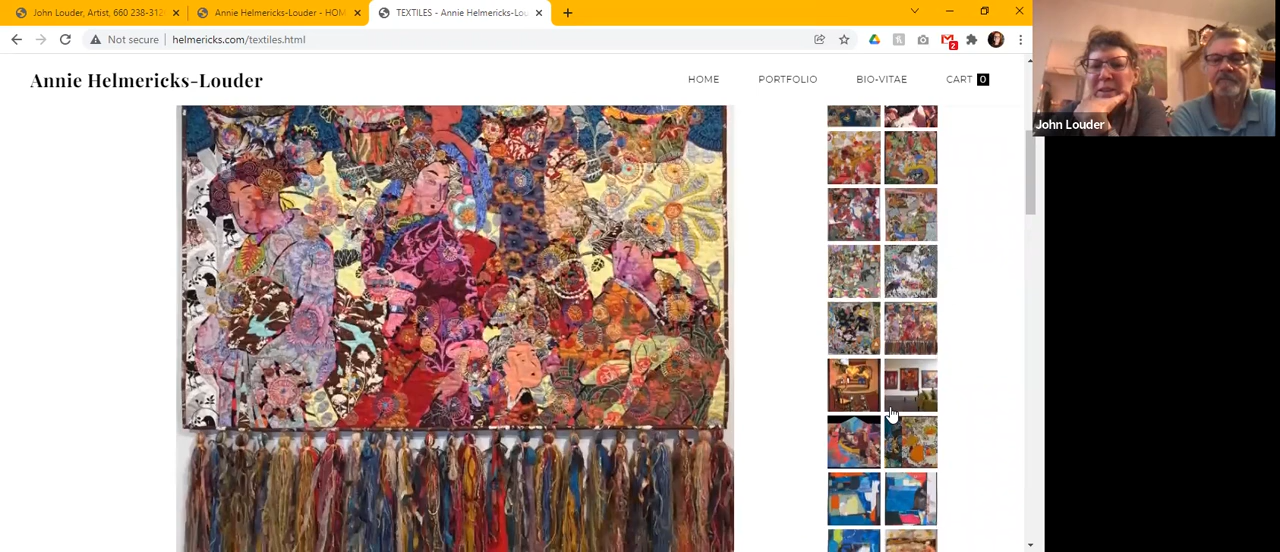 John Louder, Artist, 660 238-312
Annie Helmericks-Louder - HOM
TEXTILES - Annie Helmericks-Lou
Not secure
helmericks.com/textiles.html
2
Annie Helmericks-Louder
HOME
PORTFOLIO
BIO-VITAE
CART 0
John Louder